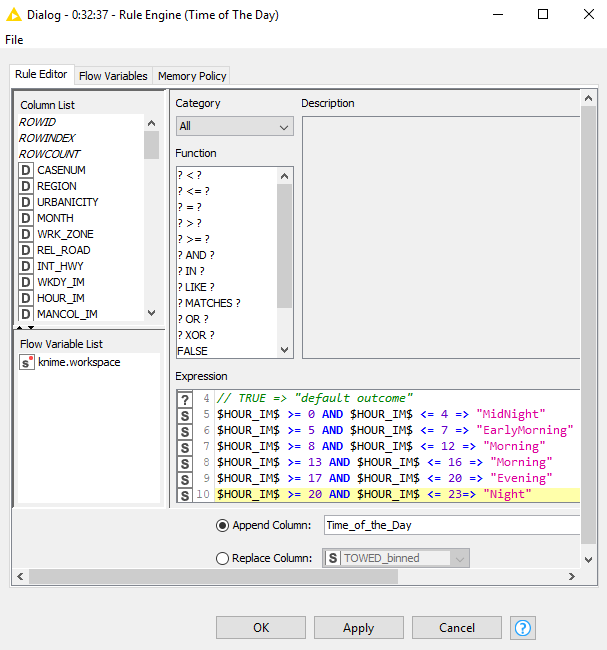 Dialog - 0:32:37 - Rule Engine (Time of The Day)
File
Rule Editor Flow Variables Memory Policy
Column List
ROWID
ROWINDEX
ROWCOUNT
D CASENUM
D REGION
D URBANICITY
D MONTH
D WRK_ZONE
D REL_ROAD
D INT_HWY
D WKDY_IM
D HOUR_IM
D MANCOL_IM
Flow Variable List
s knime.workspace
Category
All
Function
? < ?
? <= ?
? = ?
? > ?
? >= ?
? AND ?
? IN ?
? LIKE ?
? MATCHES ?
? OR ?
? XOR ?
FALSE
Description
Expression
? 4 // TRUE => "default outcome"
S 5 $HOUR_IM$ >= 0 AND $HOUR_IM$ <= 4 => "MidNight"
S 6 $HOUR_IM$ >= 5 AND $HOUR_IM$ <= 7 => "EarlyMorning"
S 7 $HOUR_IM$ >= 8 AND $HOUR_IM$ <= 12 => "Morning"
S 8 $HOUR_IM$ >= 13 AND $HOUR_IM$ <= 16 => "Morning"
S 9 $HOUR_IM$ >= 17 AND $HOUR_IM$ <= 20 => "Evening"
S 10 $HOUR_IM$ >= 20 AND $HOUR_IM$ <= 23=> "Night"
Append Column: Time_of_the_Day
Replace Column: S TOWED_binned
OK Apply Cancel ?